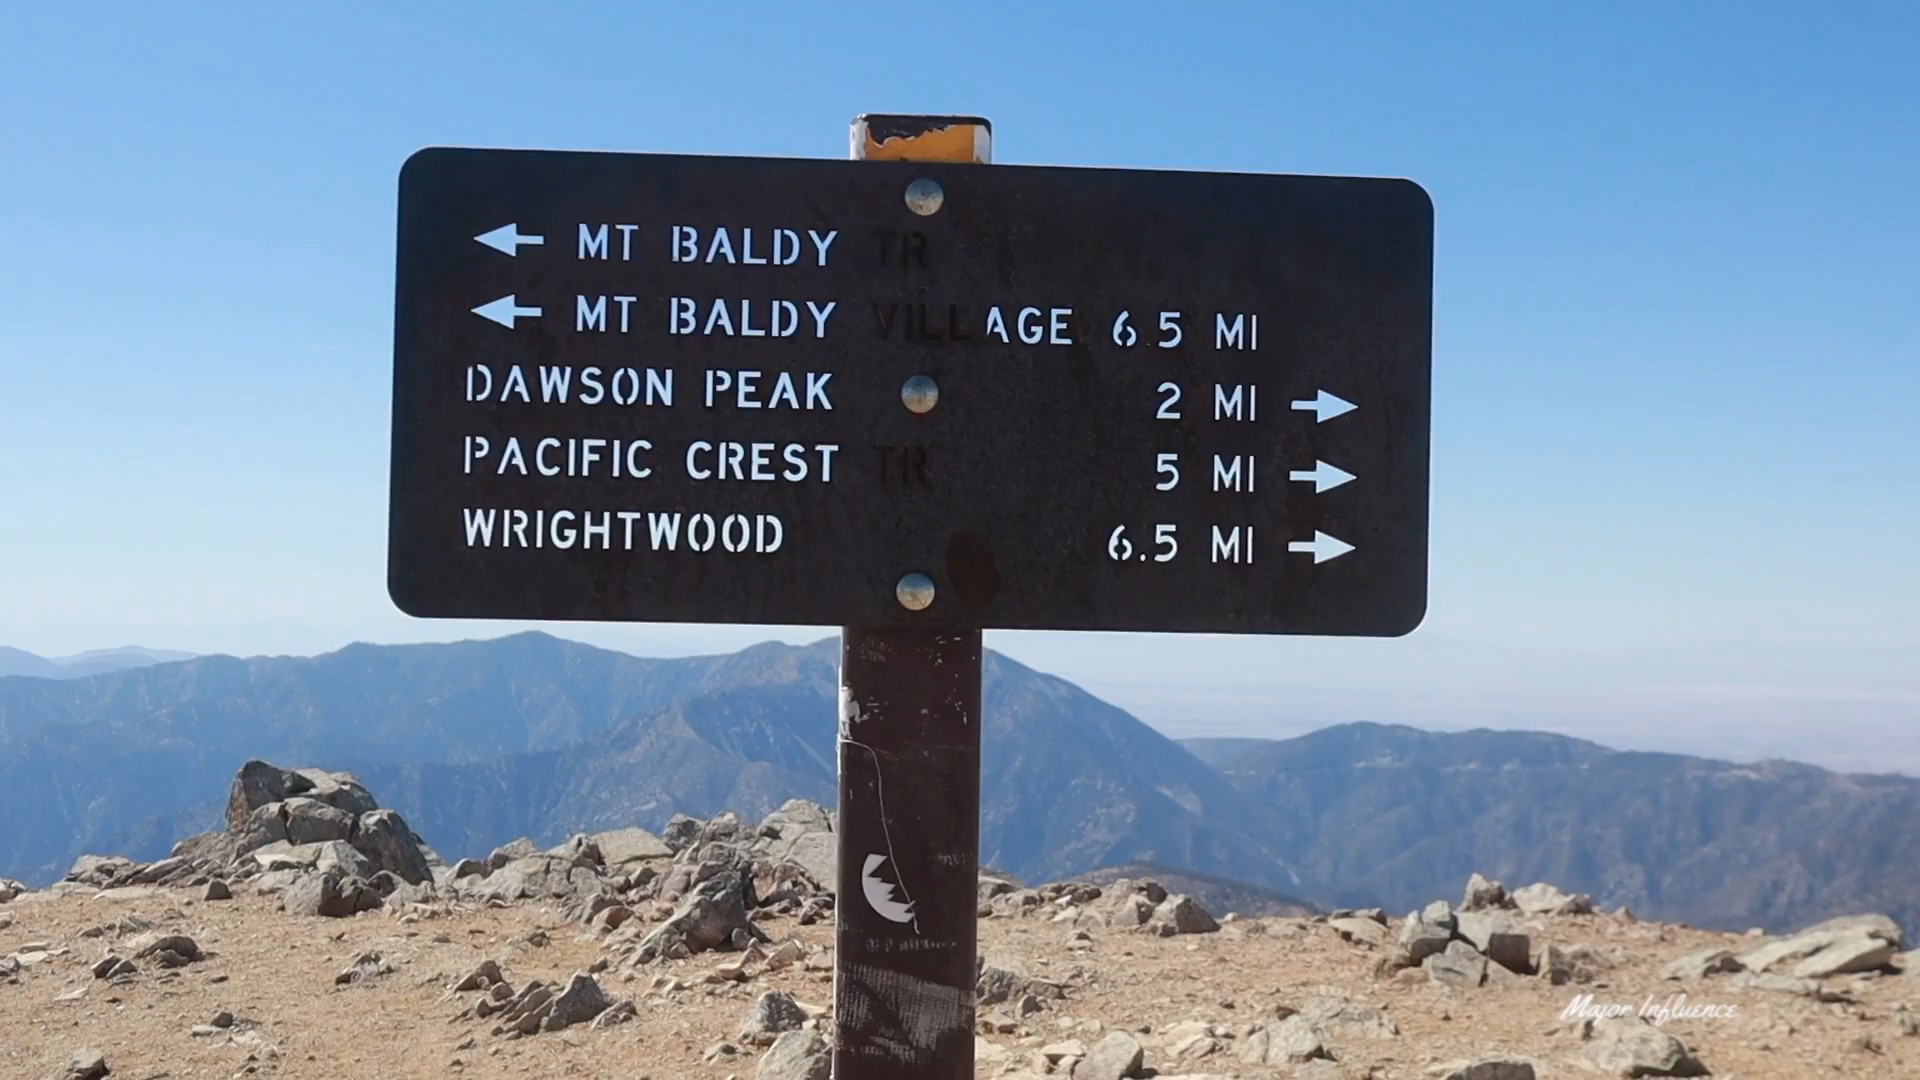 ← MT BALDY TR
← MT BALDY VILLAGE 6.5 MI
DAWSON PEAK 2 MI →
PACIFIC CREST TR 5 MI →
WRIGHTWOOD 6.5 MI →
Major Influence